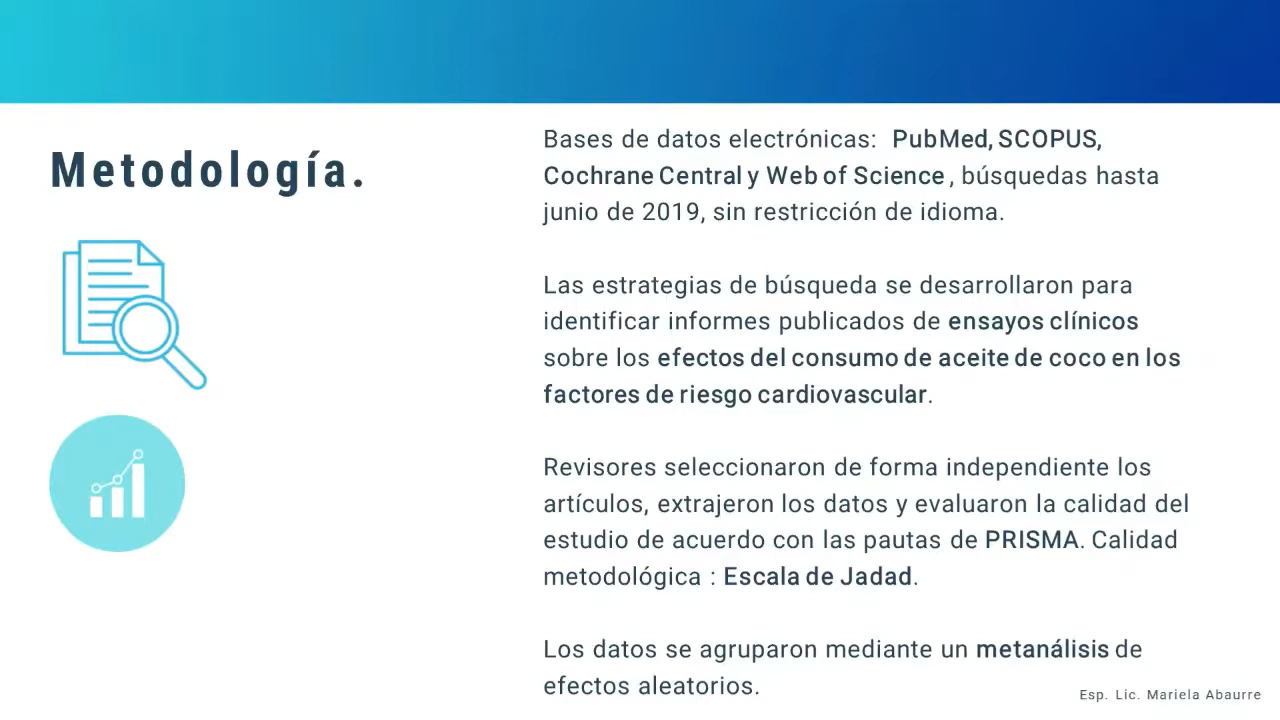 Metodología.
Bases de datos electrónicas: PubMed, SCOPUS,
Cochrane Central y Web of Science , búsquedas hasta
junio de 2019, sin restricción de idioma.
Las estrategias de búsqueda se desarrollaron para
identificar informes publicados de ensayos clínicos
sobre los efectos del consumo de aceite de coco en los
factores de riesgo cardiovascular.
Revisores seleccionaron de forma independiente los
artículos, extrajeron los datos y evaluaron la calidad del
estudio de acuerdo con las pautas de PRISMA. Calidad
metodológica : Escala de Jadad.
Los datos se agruparon mediante un metanálisis de
efectos aleatorios.
Esp. Lic. Mariela Abaurre